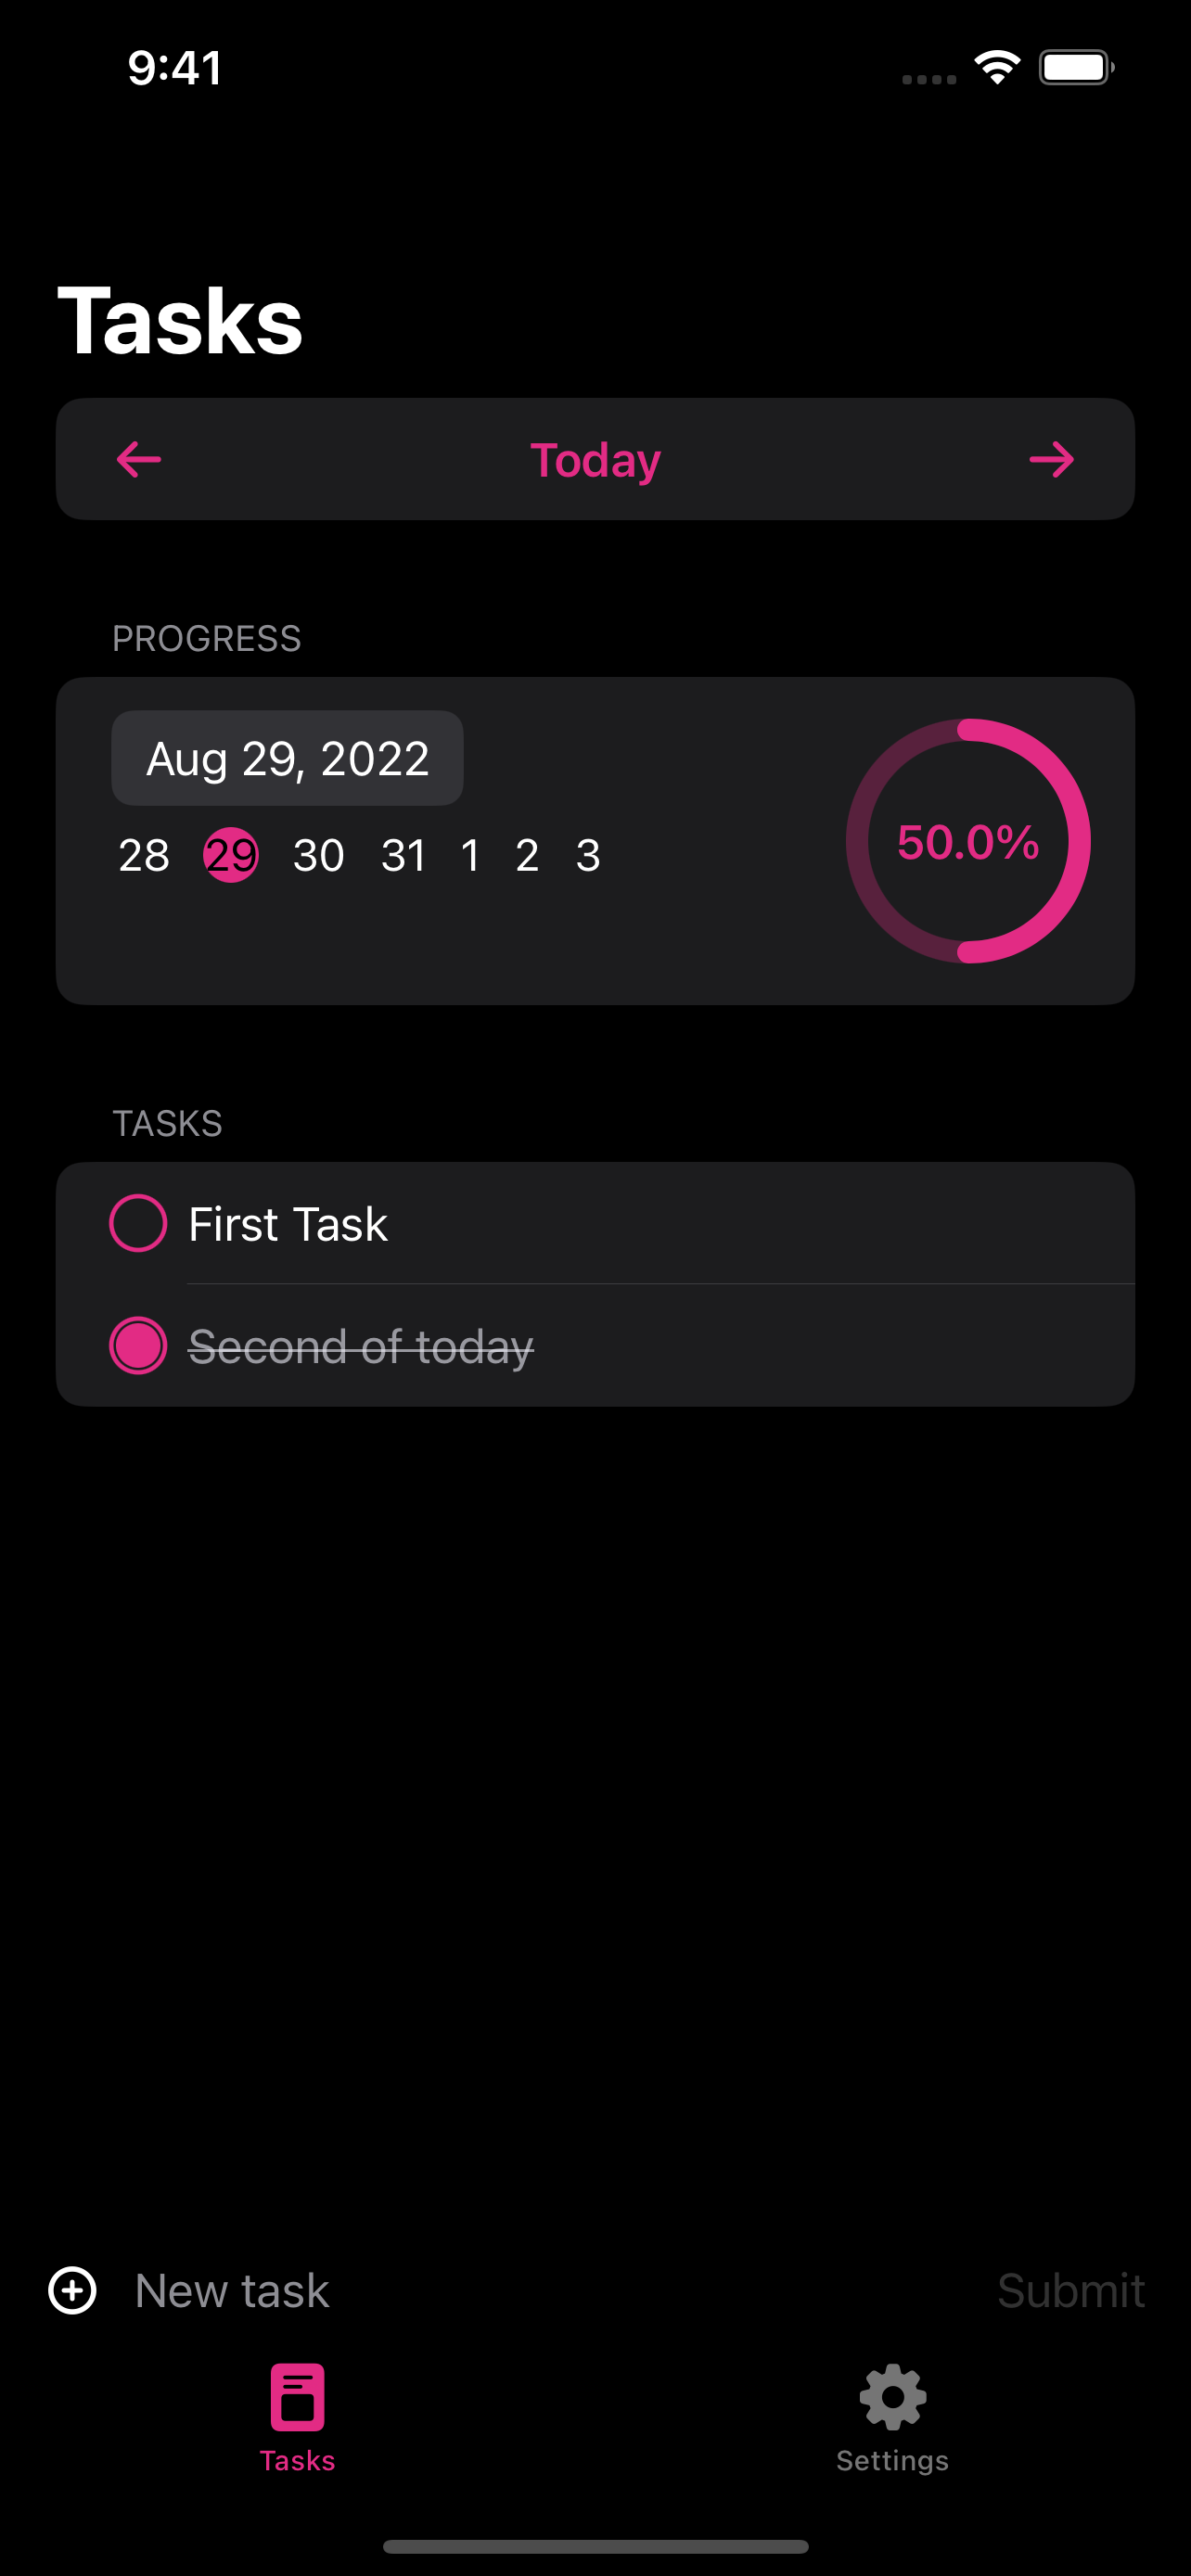 9:41
Tasks
Today
PROGRESS
Aug 29, 2022
28 29 30 31 1 2 3
50.0%
TASKS
First Task
Second of today
New task Submit
Tasks Settings